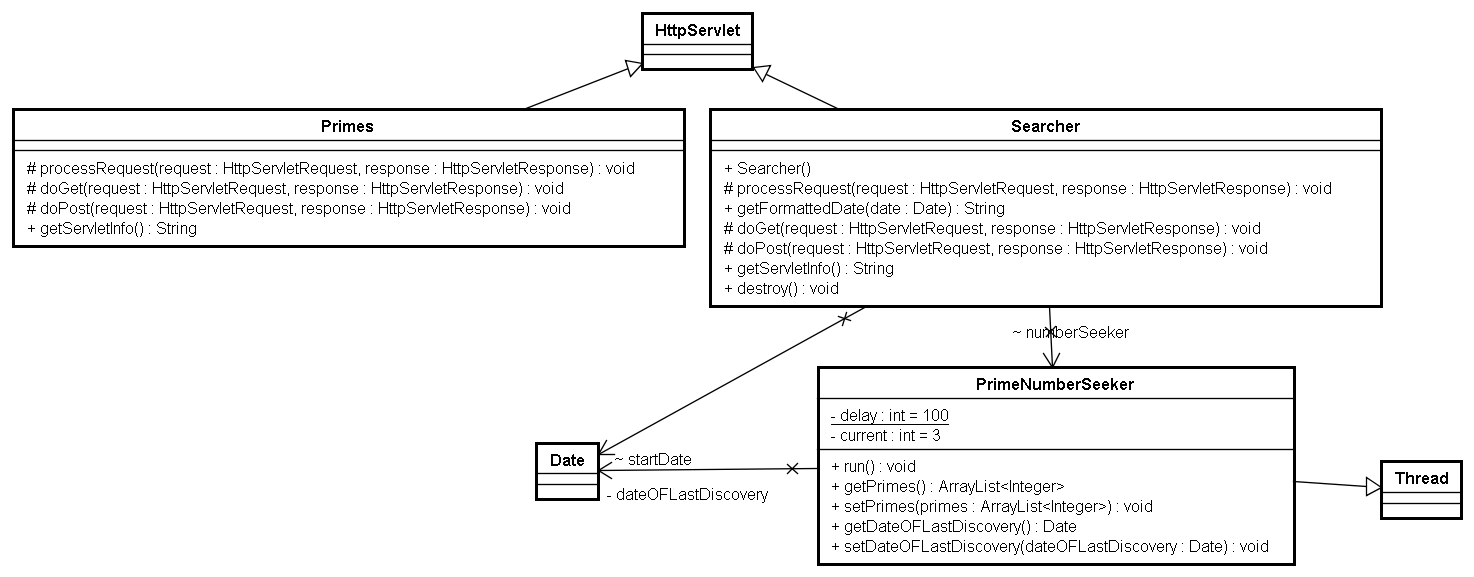 HttpServlet
Primes
# processRequest(request : HttpServletRequest, response : HttpServletResponse) : void
# doGet(request : HttpServletRequest, response : HttpServletResponse) : void
# doPost(request : HttpServletRequest, response : HttpServletResponse) : void
+ getServletInfo() : String
Searcher
+ Searcher()
# processRequest(request : HttpServletRequest, response : HttpServletResponse) : void
+ getFormattedDate(date : Date) : String
# doGet(request : HttpServletRequest, response : HttpServletResponse) : void
# doPost(request : HttpServletRequest, response : HttpServletResponse) : void
+ getServletInfo() : String
+ destroy() : void
~ numberSeeker
PrimeNumberSeeker
- delay : int = 100
- current : int = 3
+ run() : void
+ getPrimes() : ArrayList<Integer>
+ setPrimes(primes : ArrayList<Integer>) : void
+ getDateOFLastDiscovery() : Date
+ setDateOFLastDiscovery(dateOFLastDiscovery : Date) : void
Date
~ startDate
- dateOFLastDiscovery
Thread